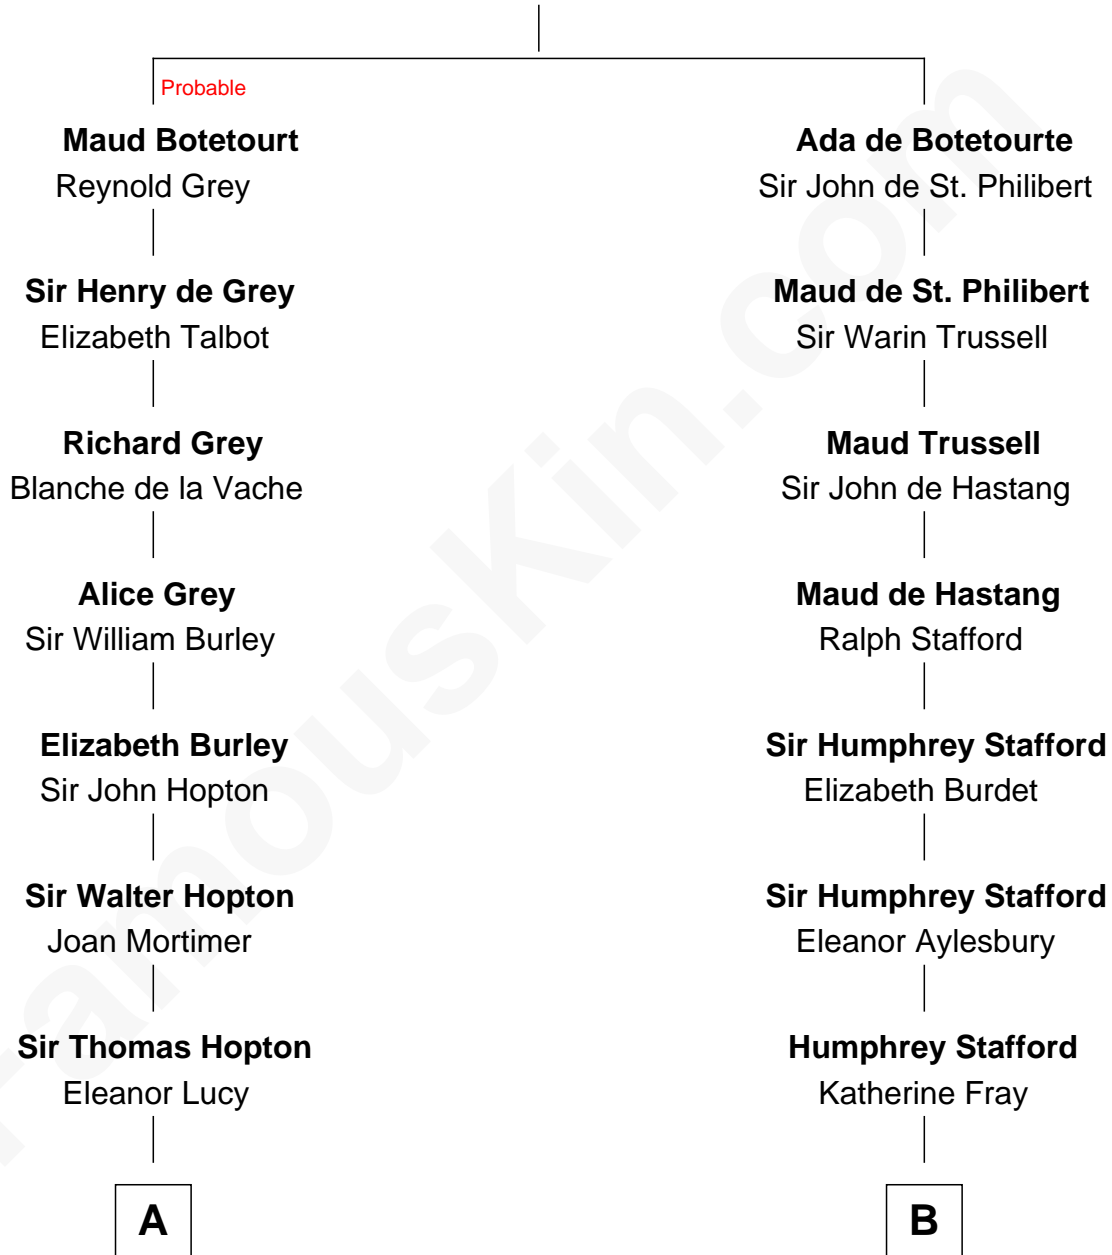 Probable
Maud Botetourt
Reynold Grey
Ada de Botetourte
Sir John de St. Philibert
Sir Henry de Grey
Elizabeth Talbot
Maud de St. Philibert
Sir Warin Trussell
Richard Grey
Blanche de la Vache
Maud Trussell
Sir John de Hastang
Alice Grey
Sir William Burley
Maud de Hastang
Ralph Stafford
Elizabeth Burley
Sir John Hopton
Sir Humphrey Stafford
Elizabeth Burdet
Sir Walter Hopton
Joan Mortimer
Sir Humphrey Stafford
Eleanor Aylesbury
Sir Thomas Hopton
Eleanor Lucy
Humphrey Stafford
Katherine Fray
A
B
FamousKin.com